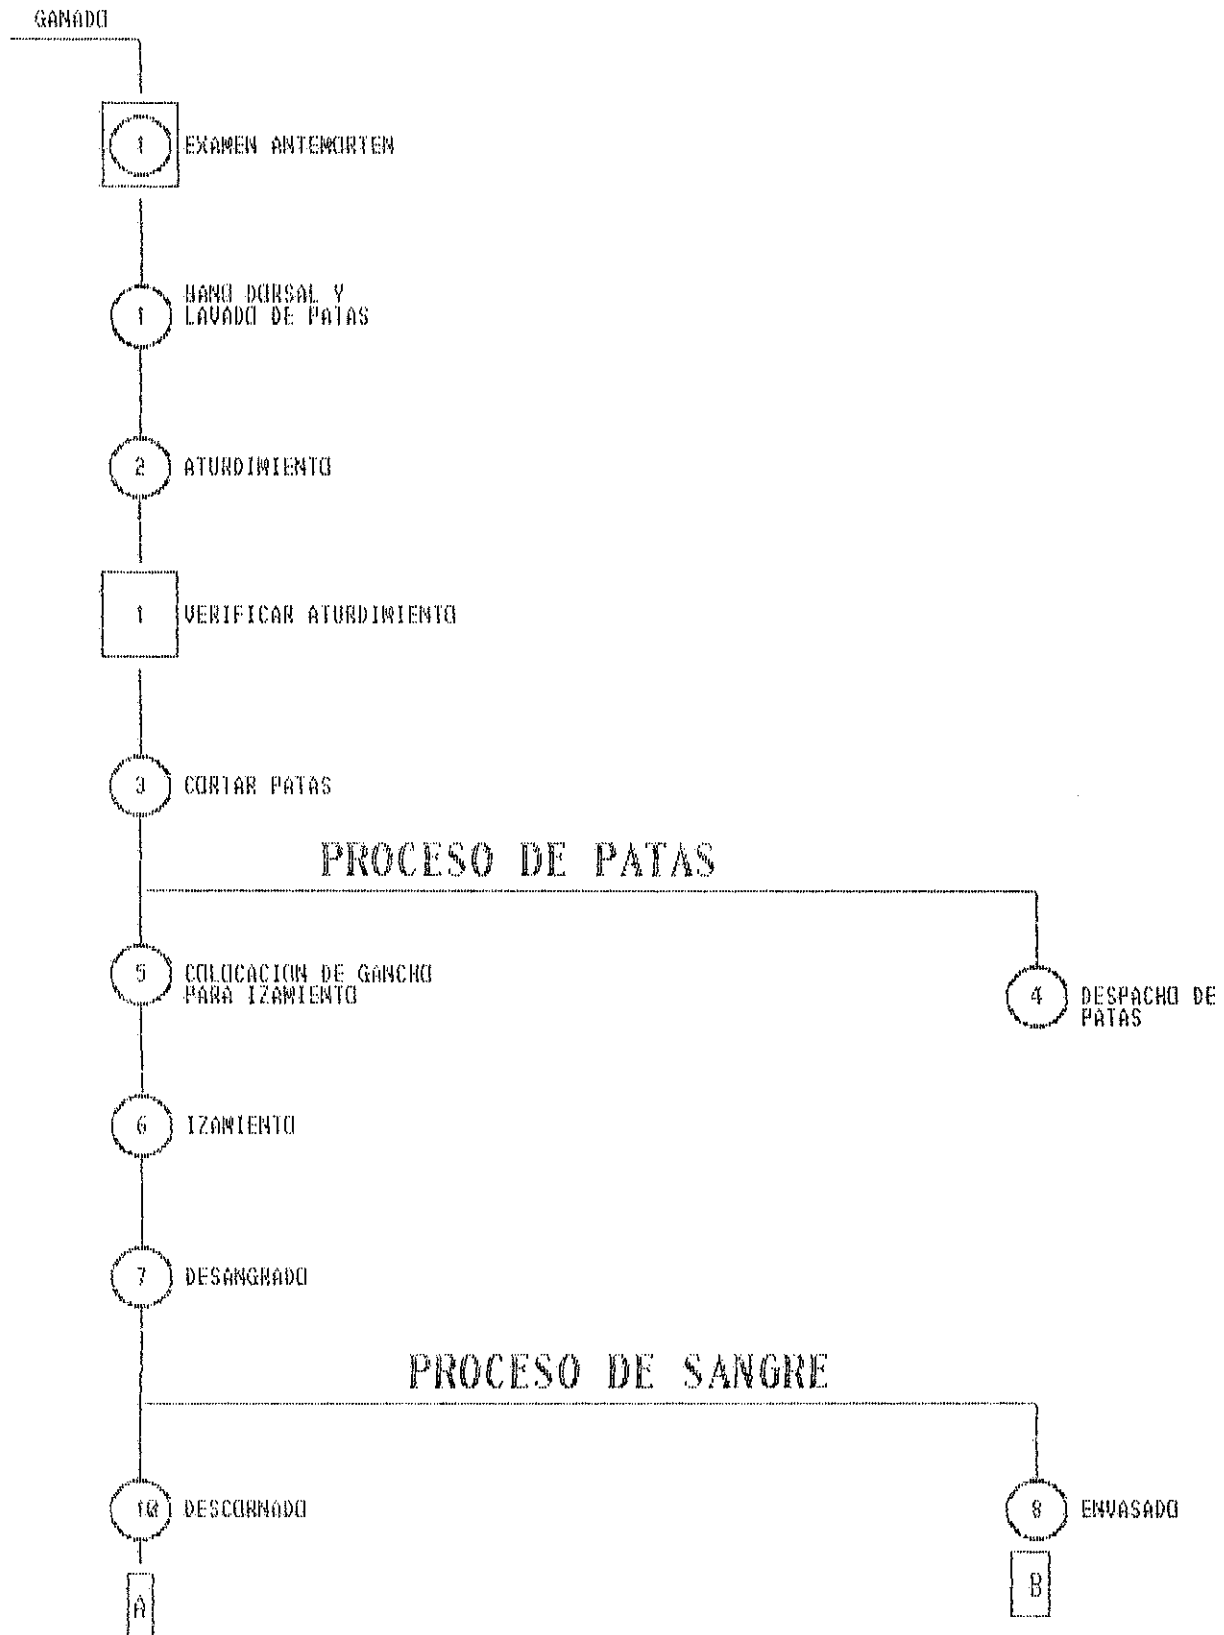 GANADO
1 EXAMEN ANTEMORTEN
1 BANO DORSAL Y
LAVADO DE PATAS
2 ATURDIMIENTO
1 VERIFICAR ATURDIMIENTO
3 CORTAR PATAS
PROCESO DE PATAS
5 COLOCACION DE GANCHO
PARA IZAMIENTO
4 DESPACHO DE
PATAS
6 IZAMIENTO
7 DESANGRADO
PROCESO DE SANGRE
10 DESCORNADO
8 ENVASADO
A
B